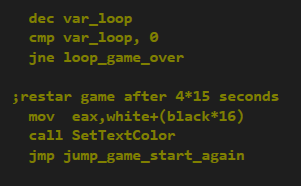 dec var_loop
cmp var_loop, 0
jne loop_game_over
;restar game after 4*15 seconds
mov  eax,white+(black*16)
call SetTextColor
jmp jump_game_start_again